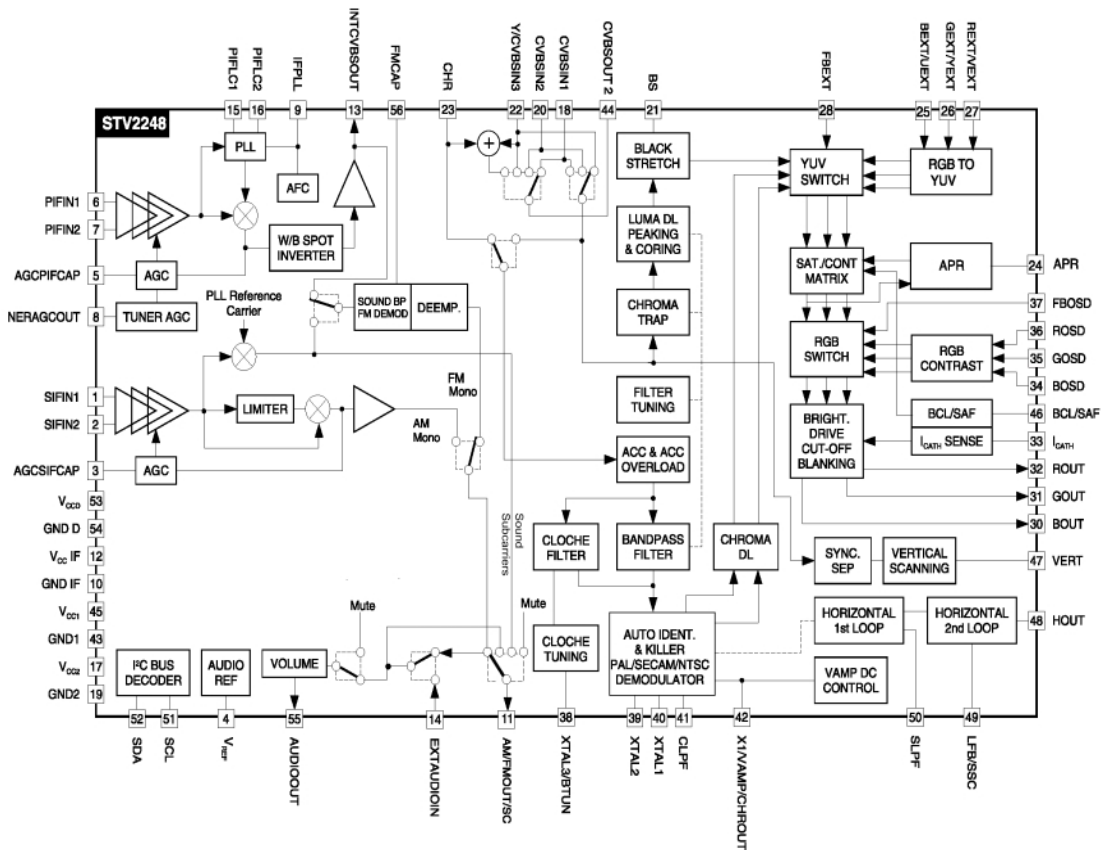 PIFLC1
PIFLC2
IFPLL
INTCVBSOUT
FMCAP
CHR
Y/CVBSIN3
CVBSIN2
CVBSIN1
CVBSOUT 2
BS
FBEXT
BEXT/UEXT
GEXT/YEXT
REXT/VEXT
15
16
9
13
56
23
22
20
18
44
21
28
25
26
27
STV2248
PLL
AFC
+
BLACK
STRETCH
YUV
SWITCH
RGB TO
YUV
PIFIN1
6
PIFIN2
7
W/B SPOT
INVERTER
LUMA DL
PEAKING
& CORING
SAT./CONT
MATRIX
APR
24
APR
AGCPIFCAP
5
AGC
NERAGCOUT
8
TUNER AGC
PLL Reference
Carrier
SOUND BP
FM DEMOD
DEEMP.
CHROMA
TRAP
RGB
SWITCH
RGB
CONTRAST
37
FBOSD
36
ROSD
35
GOSD
34
BOSD
SIFIN1
1
SIFIN2
2
LIMITER
FM
Mono
AM
Mono
FILTER
TUNING
BRIGHT.
DRIVE
CUT-OFF
BLANKING
BCL/SAF
46
BCL/SAF
ICATH SENSE
33
ICATH
AGCSIFCAP
3
AGC
ACC & ACC
OVERLOAD
32
ROUT
31
GOUT
30
BOUT
VCCD
53
GND D
54
VCC IF
12
GND IF
10
VCC1
45
GND1
43
VCC2
17
GND2
19
Sound
Subcarriers
CLOCHE
FILTER
BANDPASS
FILTER
CHROMA
DL
SYNC.
SEP
VERTICAL
SCANNING
47
VERT
Mute
Mute
I²C BUS
DECODER
AUDIO
REF
VOLUME
CLOCHE
TUNING
AUTO IDENT.
& KILLER
PAL/SECAM/NTSC
DEMODULATOR
HORIZONTAL
1st LOOP
HORIZONTAL
2nd LOOP
48
HOUT
VAMP DC
CONTROL
52
51
4
55
14
11
38
39
40
41
42
50
49
SDA
SCL
VREF
AUDIOOUT
EXTAUDIOIN
AM/FMOUT/SC
XTAL3/BTUN
XTAL2
XTAL1
CLPF
X1/VAMP/CHROUT
SLPF
LFB/SSC